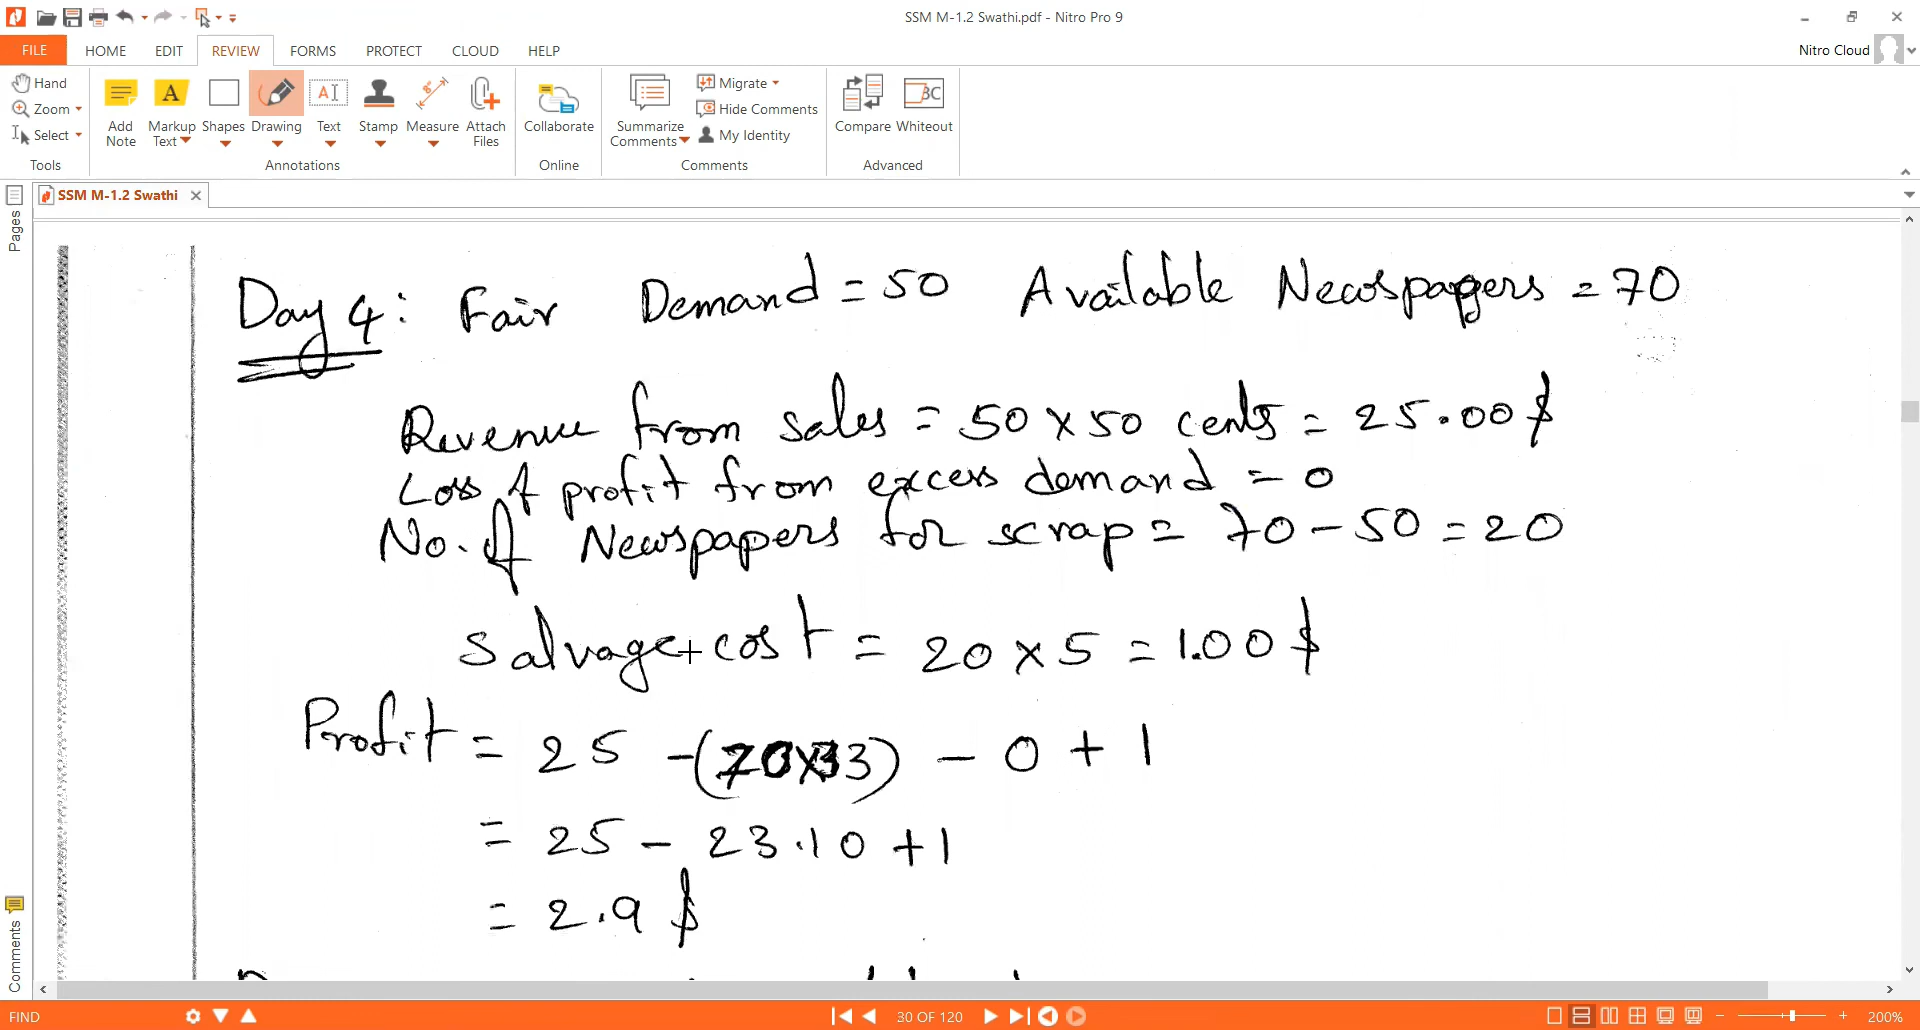 SSM M-1.2 Swathi.pdf - Nitro Pro 9
FILE HOME EDIT REVIEW FORMS PROTECT CLOUD HELP
Nitro Cloud
Hand
Zoom
Select
Tools
Add Note
Markup Text
Shapes
Drawing
Text
Stamp
Measure
Attach Files
Annotations
Collaborate
Online
Summarize Comments
Migrate
Hide Comments
My Identity
Comments
Compare
Whiteout
Advanced
SSM M-1.2 Swathi
Pages
Day 4: Fair Demand = 50 Available Newspapers = 70
Revenue from sales = 50 x 50 cents = 25.00 $
Loss of profit from excess demand = 0
No. of Newspapers for scrap = 70 - 50 = 20
Salvage cost = 20 x 5 = 1.00 $
Profit = 25 - (70x33) - 0 + 1
= 25 - 23.10 + 1
= 2.9 $
Comments
FIND
30 OF 120
200%